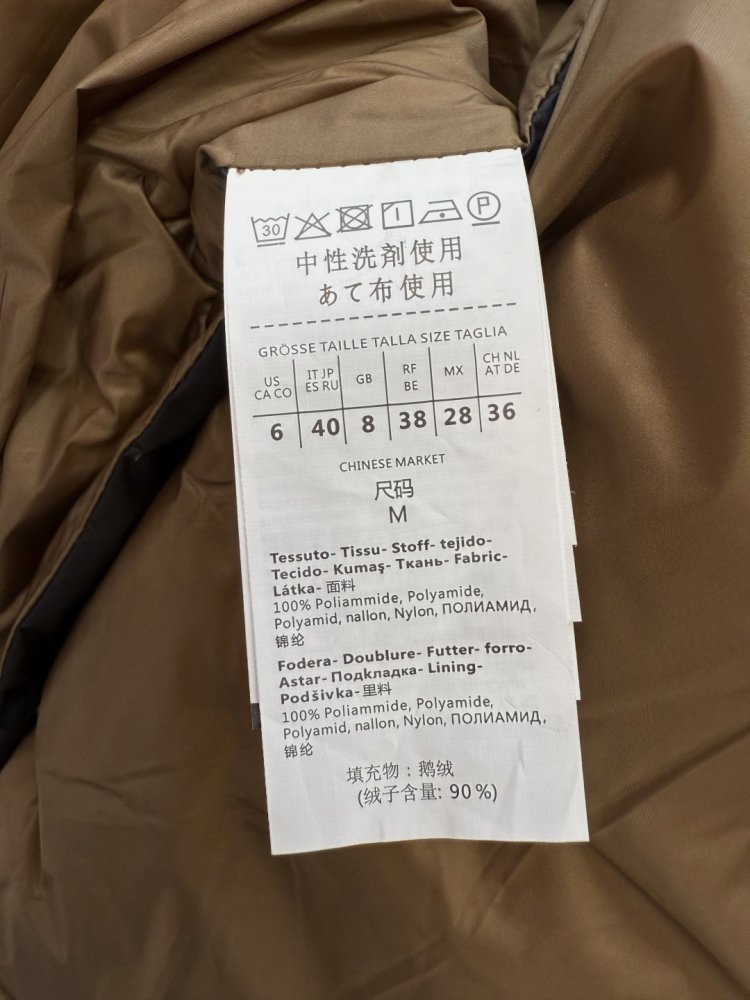 30 P
中性洗剤使用
あて布使用
GRÖSSE TAILLE TALLA SIZE TAGLIA
US CA CO IT JP ES RU GB RF BE MX CH NL AT DE
6 40 8 38 28 36
CHINESE MARKET
尺码
M
Tessuto- Tissu- Stoff- tejido-
Tecido- Kumaş- Ткань- Fabric-
Látka- 面料
100% Poliammide, Polyamide,
Polyamid, nallon, Nylon, ПОЛИАМИД,
锦纶
Fodera- Doublure- Futter- forro-
Astar- Подкладка- Lining-
Podšivka- 里料
100% Poliammide, Polyamide,
Polyamid, nallon, Nylon, ПОЛИАМИД,
锦纶
填充物：鹅绒
(绒子含量: 90%)